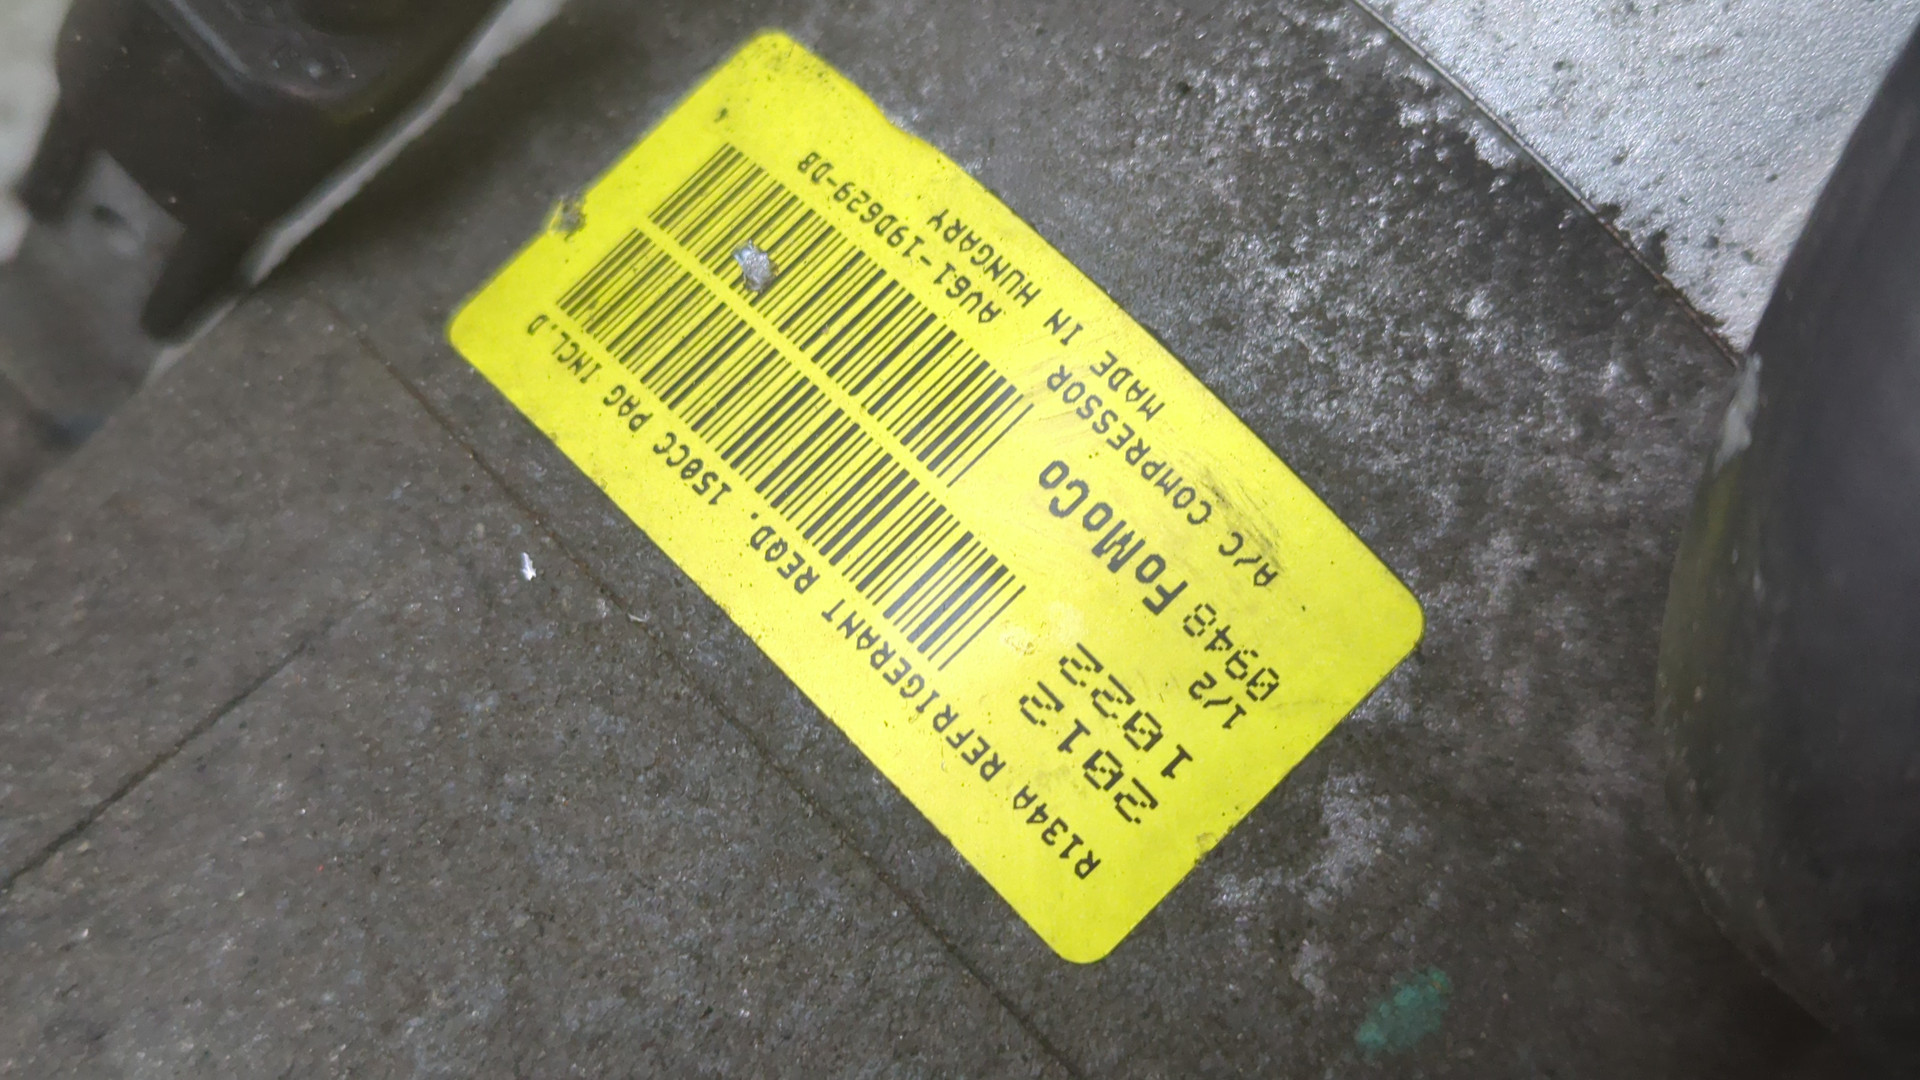 R134A REFRIGERANT REQD. 150CC PAG INCL.D
2012
1022
1/2
0948 FoMoCo
A/C COMPRESSOR AV61-19D629-DB
MADE IN HUNGARY